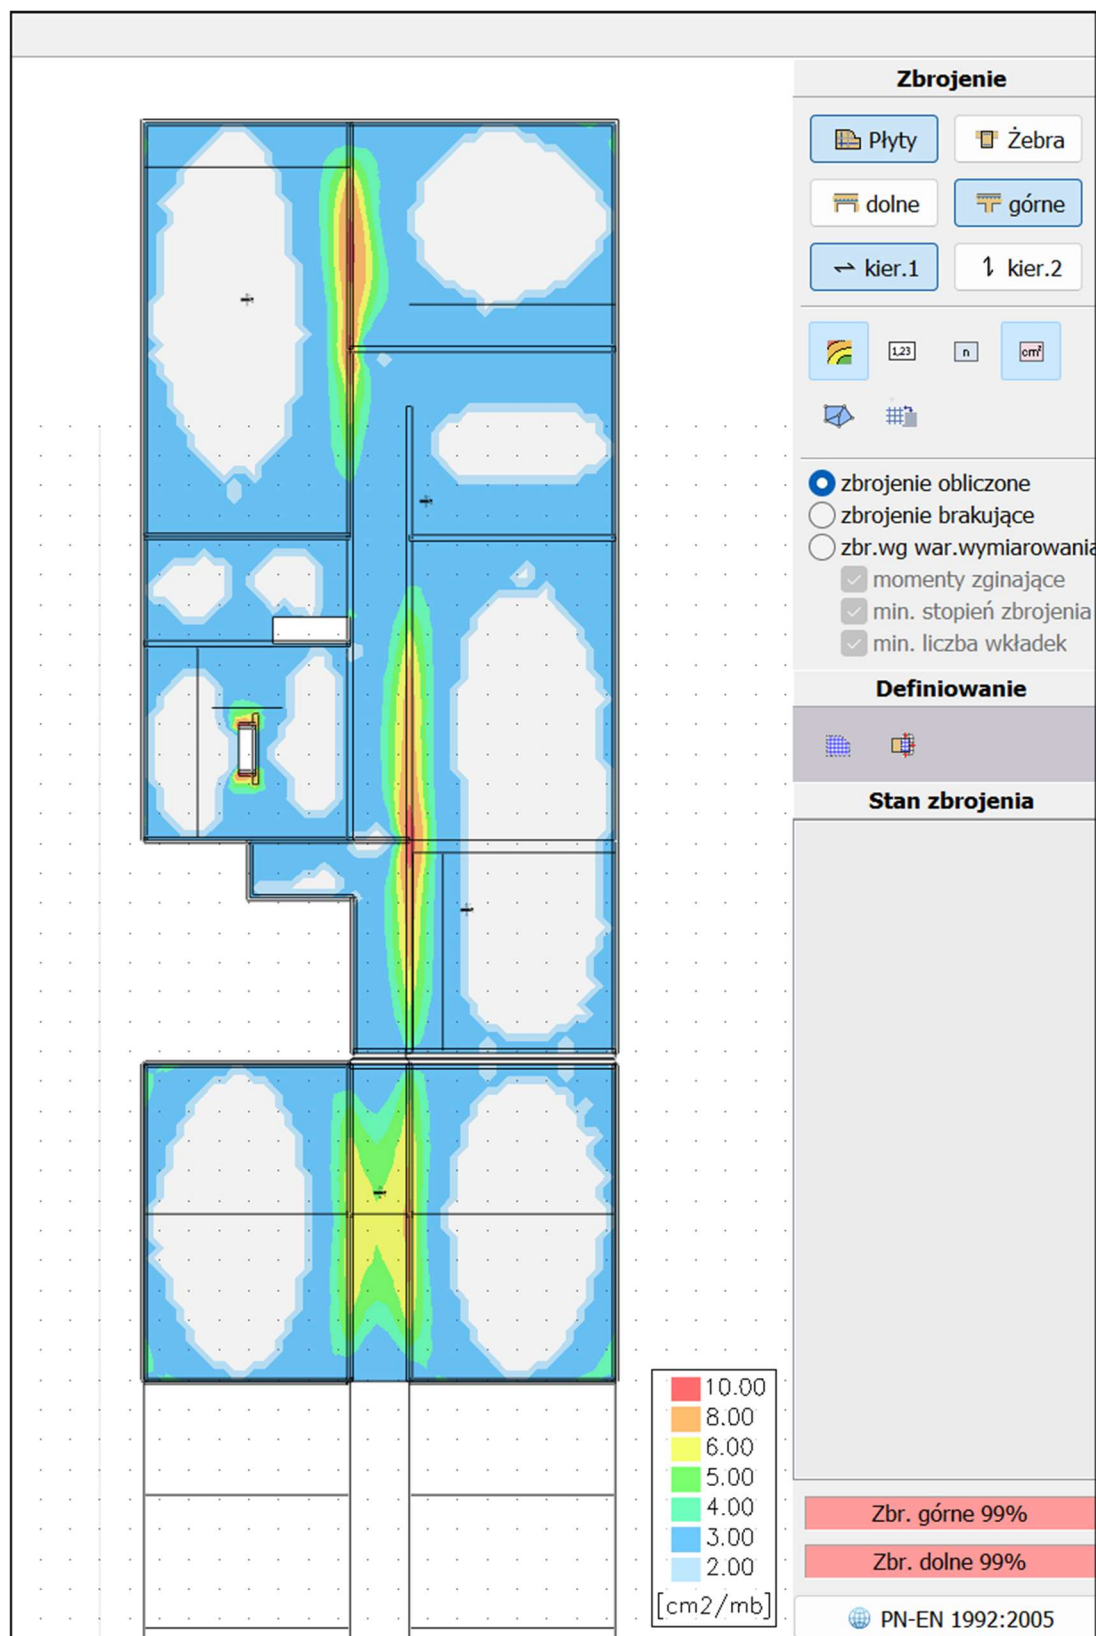 Zbrojenie
Płyty
Żebra
dolne
górne
kier.1
kier.2
1,23
n
cm²
zbrojenie obliczone
zbrojenie brakujące
zbr.wg war.wymiarowania
momenty zginające
min. stopień zbrojenia
min. liczba wkładek
Definiowanie
Stan zbrojenia
10.00
8.00
6.00
5.00
4.00
3.00
2.00
[cm2/mb]
Zbr. górne 99%
Zbr. dolne 99%
PN-EN 1992:2005